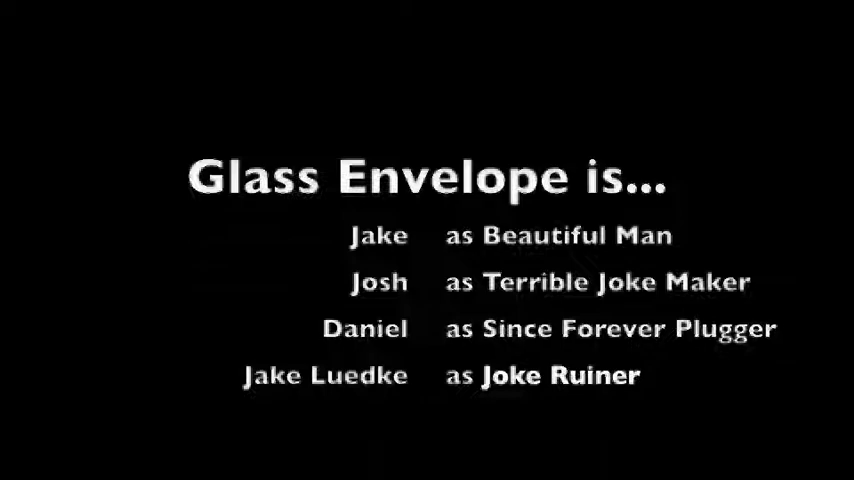 Glass Envelope is...
Jake as Beautiful Man
Josh as Terrible Joke Maker
Daniel as Since Forever Plugger
Jake Luedke as Joke Ruiner